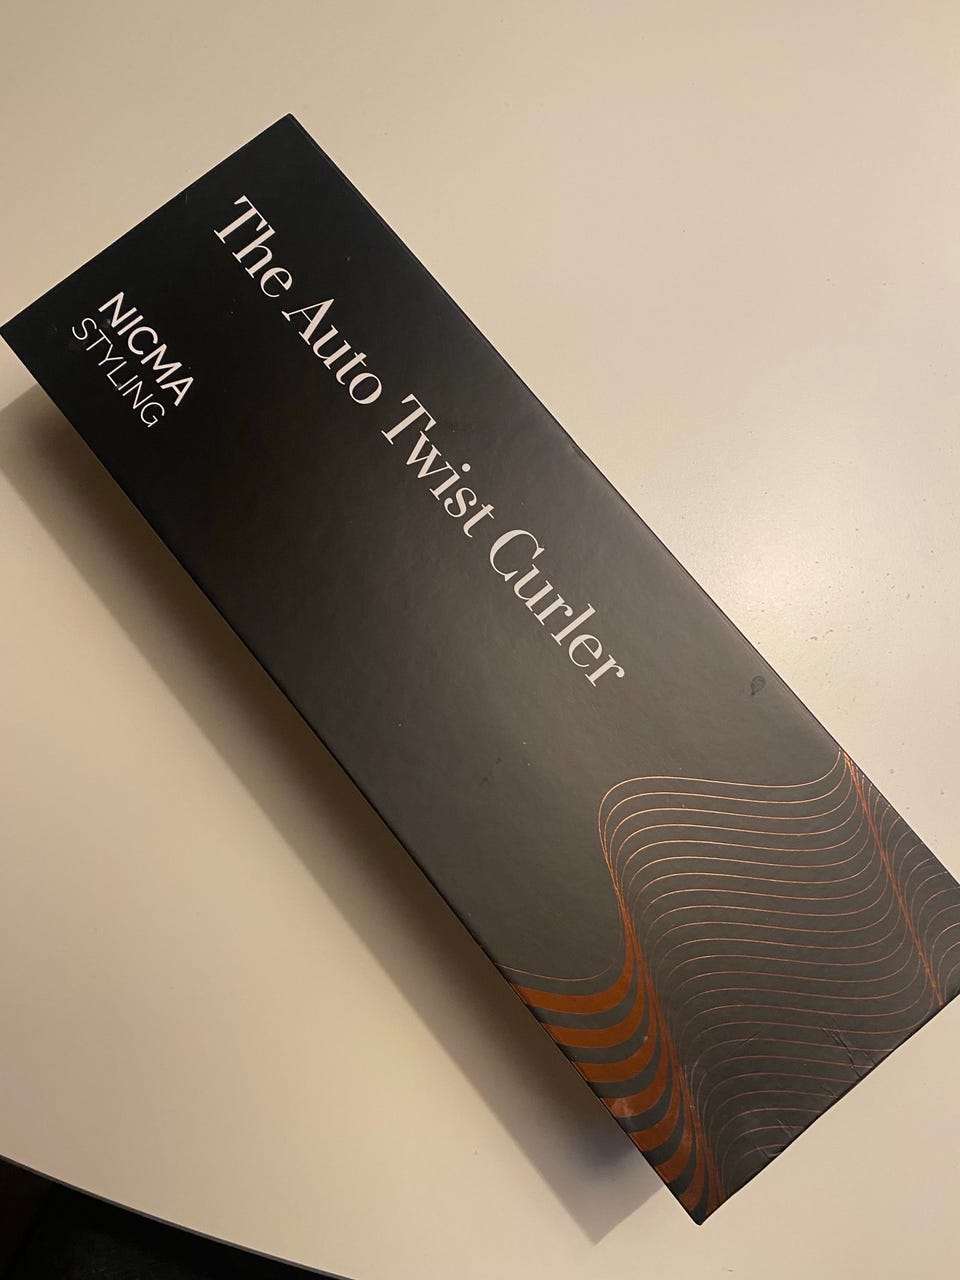 The Auto Twist Curler
NICMA
STYLING